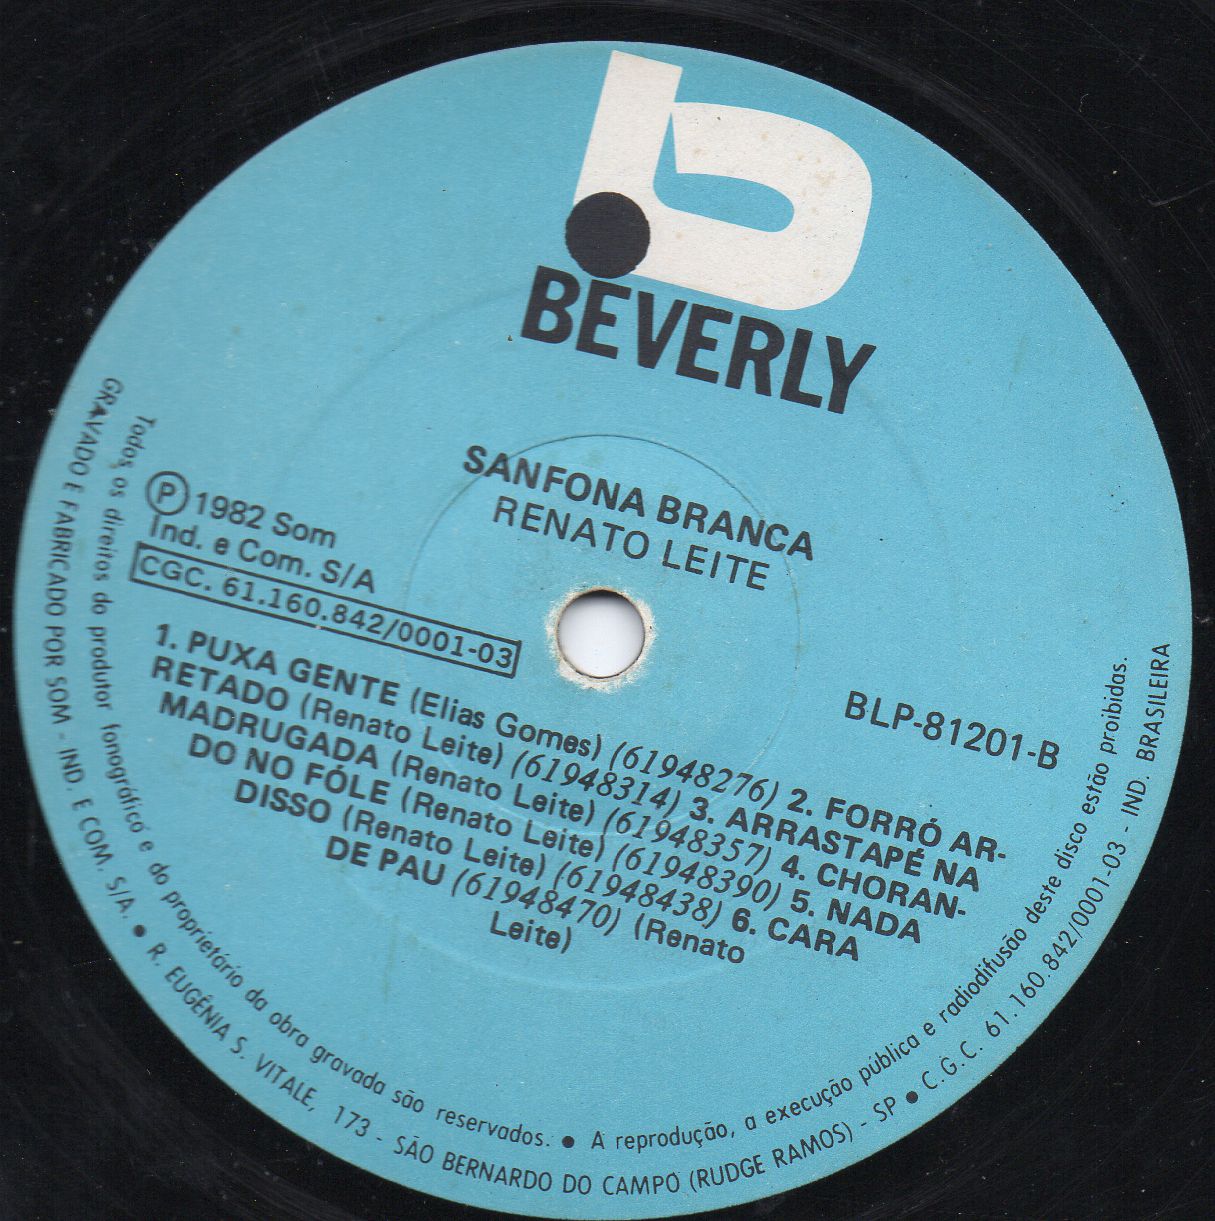 b
BEVERLY
SANFONA BRANCA
RENATO LEITE
℗ 1982 Som
Ind. e Com. S/A
CGC. 61.160.842/0001-03
BLP-81201-B
1. PUXA GENTE (Elias Gomes) (61948276) 2. FORRÓ AR-
RETADO (Renato Leite) (61948314) 3. ARRASTAPÉ NA
MADRUGADA (Renato Leite) (61948357) 4. CHORAN-
DO NO FÓLE (Renato Leite) (61948390) 5. NADA
DISSO (Renato Leite) (61948438) 6. CARA
DE PAU (61948470) (Renato
Leite)
Todos, os direitos do produtor fonográfico e do proprietário da obra gravada são reservados. ● A reprodução, a execução pública e radiodifusão deste disco estão proibidas.
GRAVADO E FABRICADO POR SOM - IND. E COM. S/A. ● R. EUGÊNIA S. VITALE, 173 - SÃO BERNARDO DO CAMPO (RUDGE RAMOS) - SP ● C.G.C. 61.160.842/0001-03 - IND. BRASILEIRA